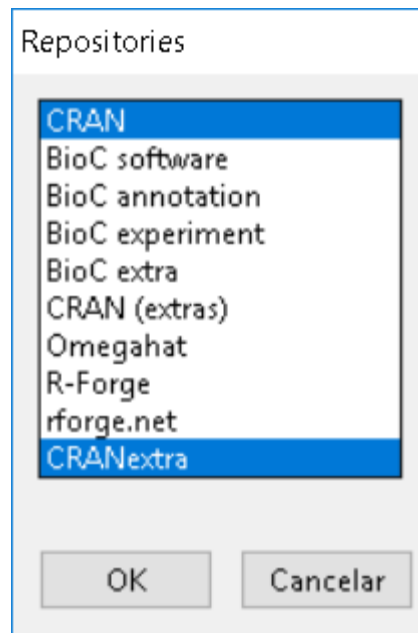 Repositories
CRAN
BioC software
BioC annotation
BioC experiment
BioC extra
CRAN (extras)
Omegahat
R-Forge
rforge.net
CRANextra
OK
Cancelar